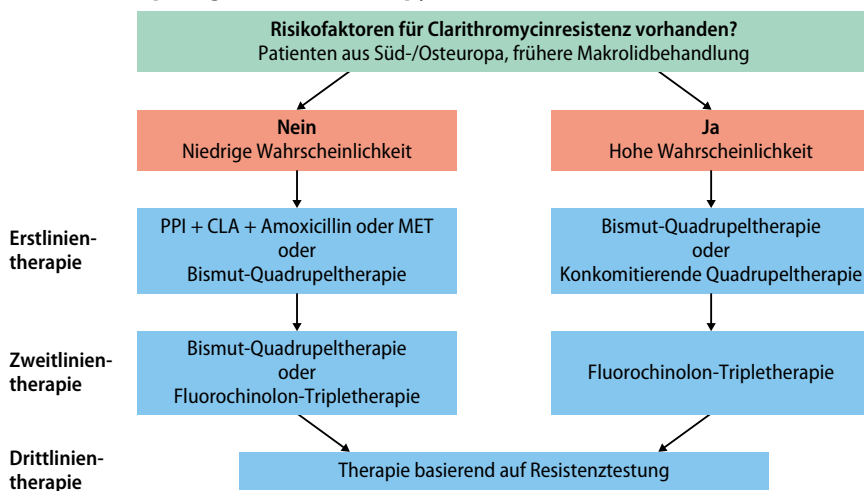 Risikofaktoren für Clarithromycinresistenz vorhanden?
Patienten aus Süd-/Osteuropa, frühere Makrolidbehandlung
Nein
Niedrige Wahrscheinlichkeit
Ja
Hohe Wahrscheinlichkeit
Erstlinien-
therapie
PPI + CLA + Amoxicillin oder MET
oder
Bismut-Quadrupeltherapie
Bismut-Quadrupeltherapie
oder
Konkomitierende Quadrupeltherapie
Zweitlinien-
therapie
Bismut-Quadrupeltherapie
oder
Fluorochinolon-Tripletherapie
Fluorochinolon-Tripletherapie
Drittlinien-
therapie
Therapie basierend auf Resistenztestung